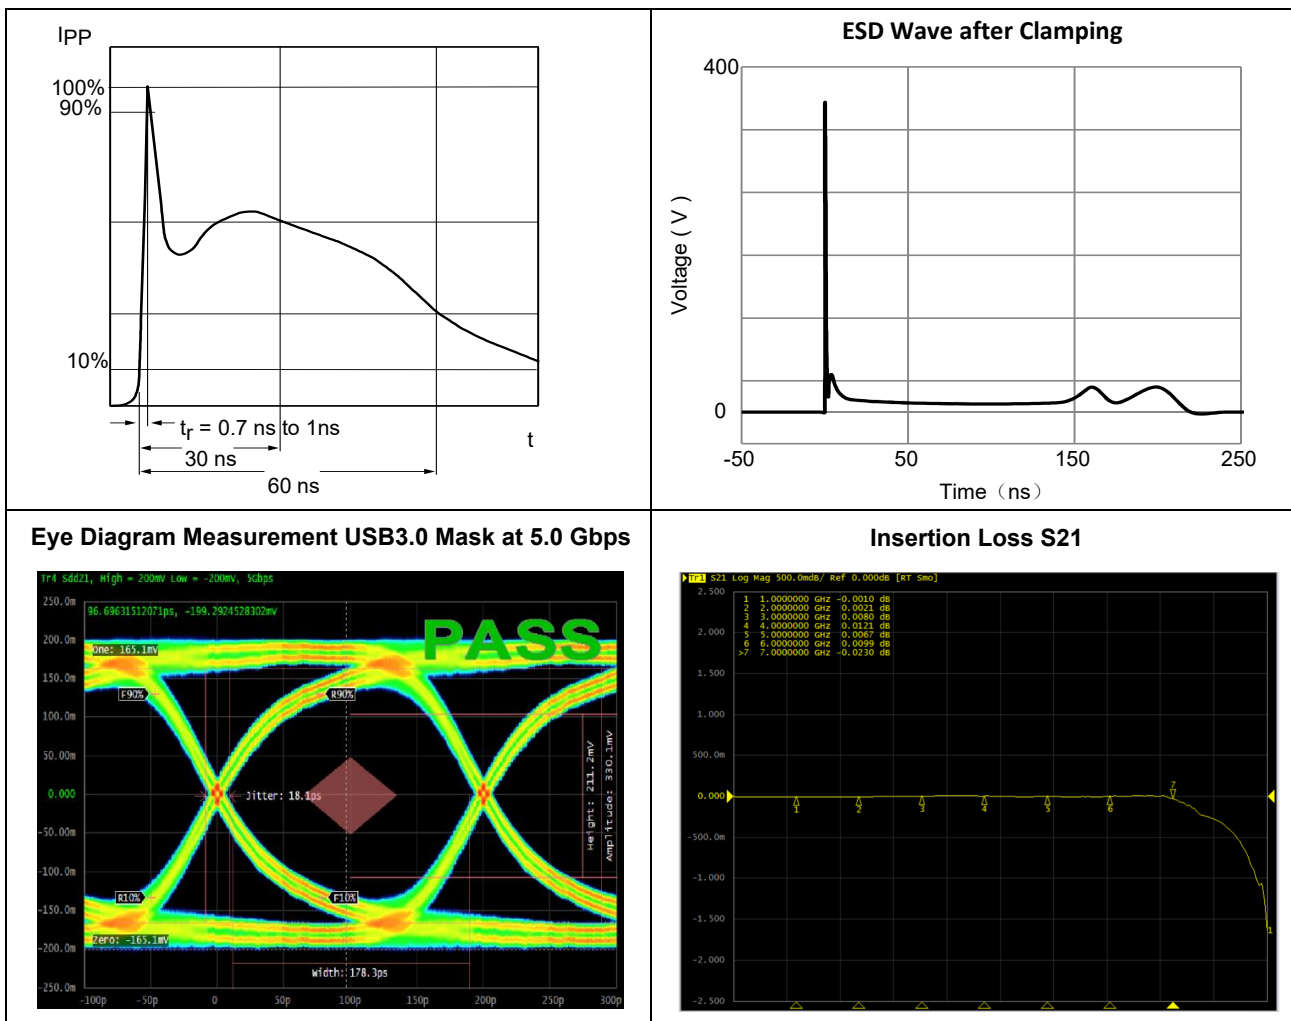 IPP
100%
90%
10%
tr = 0.7 ns to 1ns
t
30 ns
60 ns
ESD Wave after Clamping
400
Voltage ( V )
0
-50
50
150
250
Time（ns）
Eye Diagram Measurement USB3.0 Mask at 5.0 Gbps
Tr4 Sdd21, High = 200mV Low = -200mV, 5Gbps
250.0m
96.69631512071ps, -199.2924528302mV
PASS
200.0m
One: 165.1mV
150.0m
F90%
R90%
100.0m
50.00m
0.000
Jitter: 18.1ps
Height: 211.2mV
Amplitude: 330.1mV
-50.00m
-100.0m
R10%
F10%
-150.0m
Zero: -165.1mV
-200.0m
Width: 178.3ps
-250.0m
-100p
-50p
0
50p
100p
150p
200p
250p
300p
Insertion Loss S21
Tr1 S21 Log Mag 500.0mdB/ Ref 0.000dB [RT Smo]
2.500
1 1.0000000 GHz -0.0010 dB
2 2.0000000 GHz 0.0021 dB
3 3.0000000 GHz 0.0080 dB
4 4.0000000 GHz 0.0121 dB
5 5.0000000 GHz 0.0067 dB
6 6.0000000 GHz 0.0099 dB
>7 7.0000000 GHz -0.0230 dB
2.000
1.500
1.000
500.0m
0.000
1
2
3
4
5
6
7
-500.0m
-1.000
-1.500
1
-2.000
-2.500